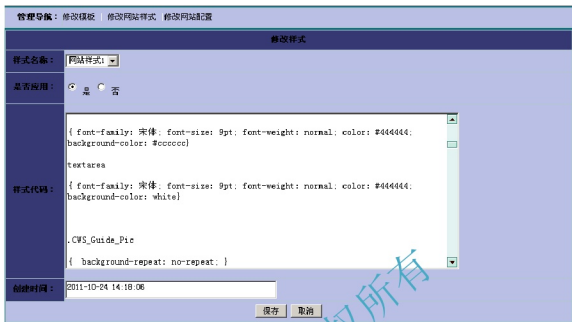 管理导航：修改模板 | 修改网站样式 | 修改网站配置
修改样式
样式名称： 网站样式1
是否应用： 是 否
样式代码：
{ font-family: 宋体; font-size: 9pt; font-weight: normal; color: #444444;
background-color: #cccccc}
textarea
{ font-family: 宋体; font-size: 9pt; font-weight: normal; color: #444444;
background-color: white}
.CWS_Guide_Pic
{ background-repeat: no-repeat; }
创建时间： 2011-10-24 14:18:06
保存 取消
权所有